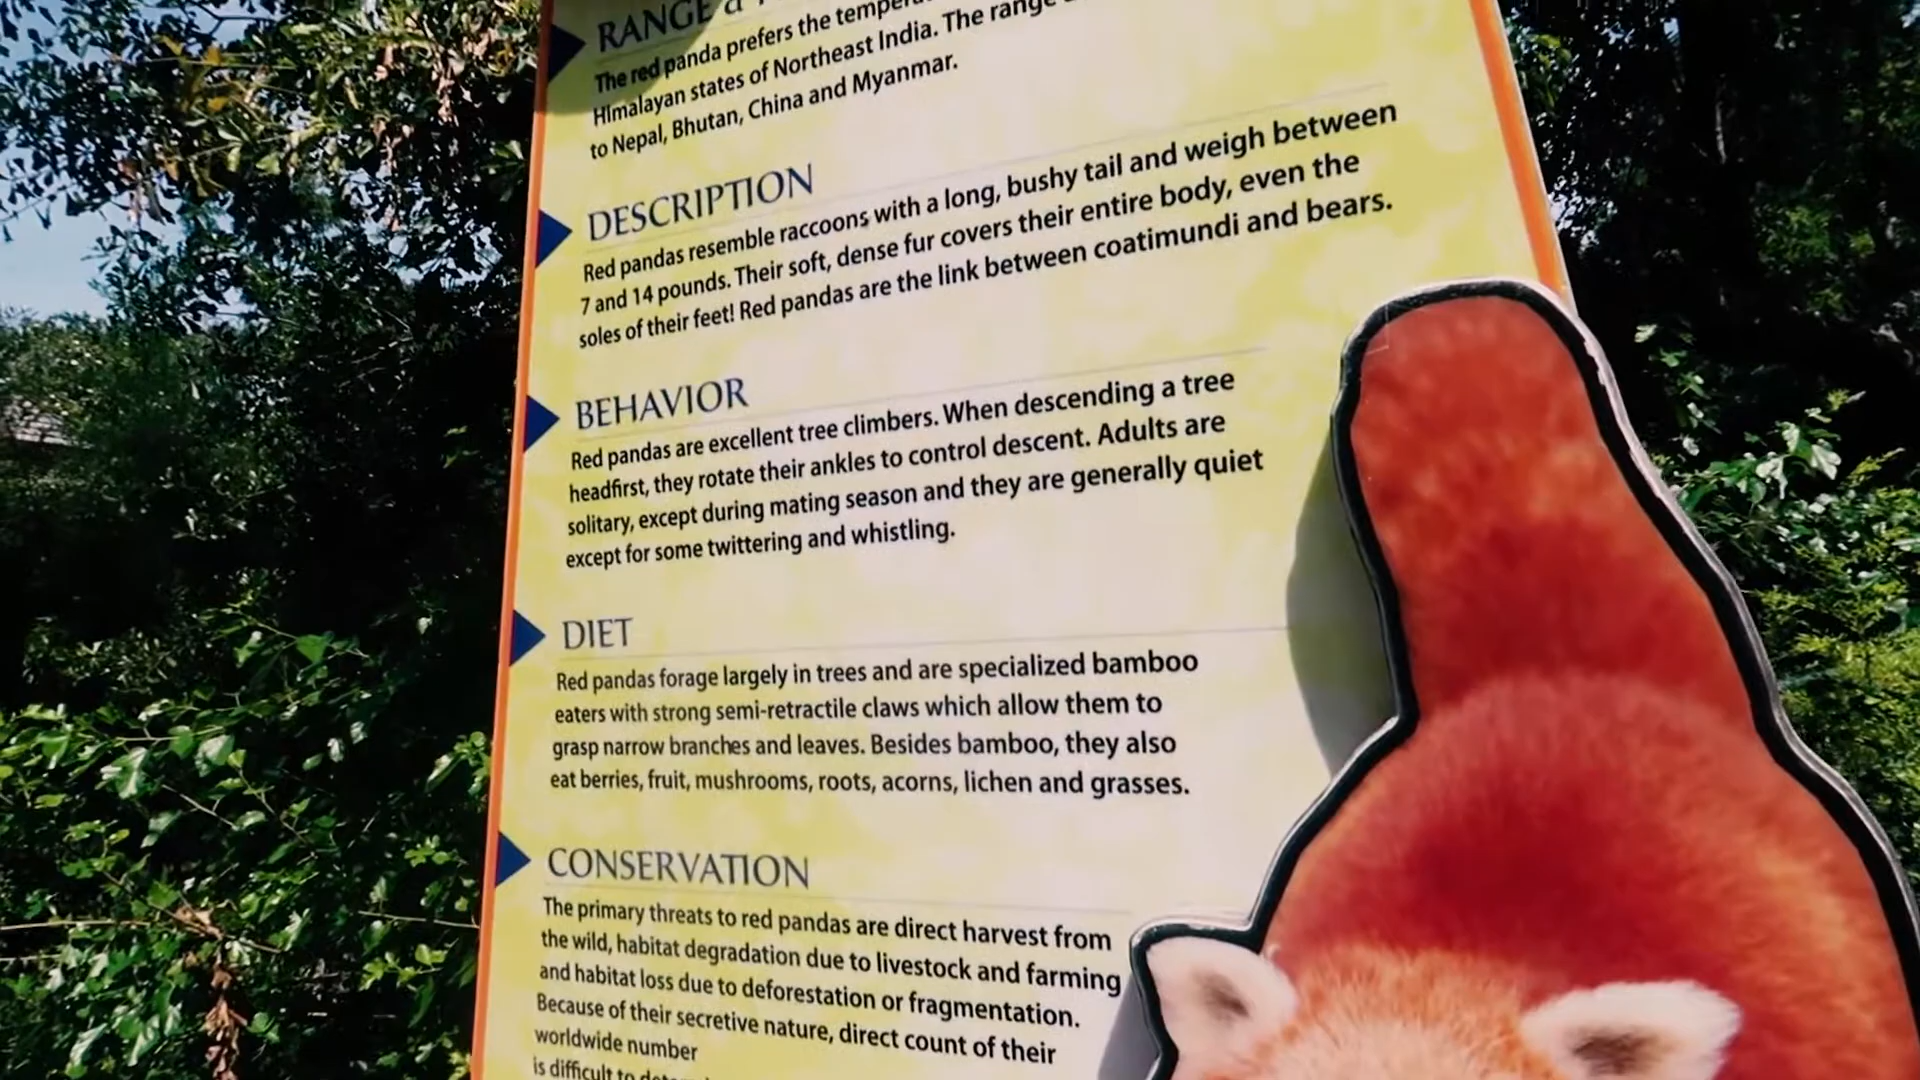 RANGE &
The red panda prefers the
Himalayan states of Northeast India. The range
to Nepal, Bhutan, China and Myanmar.
DESCRIPTION
Red pandas resemble raccoons with a long, bushy tail and weigh between
7 and 14 pounds. Their soft, dense fur covers their entire body, even the
soles of their feet! Red pandas are the link between coatimundi and bears.
BEHAVIOR
Red pandas are excellent tree climbers. When descending a tree
headfirst, they rotate their ankles to control descent. Adults are
solitary, except during mating season and they are generally quiet
except for some twittering and whistling.
DIET
Red pandas forage largely in trees and are specialized bamboo
eaters with strong semi-retractile claws which allow them to
grasp narrow branches and leaves. Besides bamboo, they also
eat berries, fruit, mushrooms, roots, acorns, lichen and grasses.
CONSERVATION
The primary threats to red pandas are direct harvest from
the wild, habitat degradation due to livestock and farming
and habitat loss due to deforestation or fragmentation.
Because of their secretive nature, direct count of their
worldwide number
is difficult to